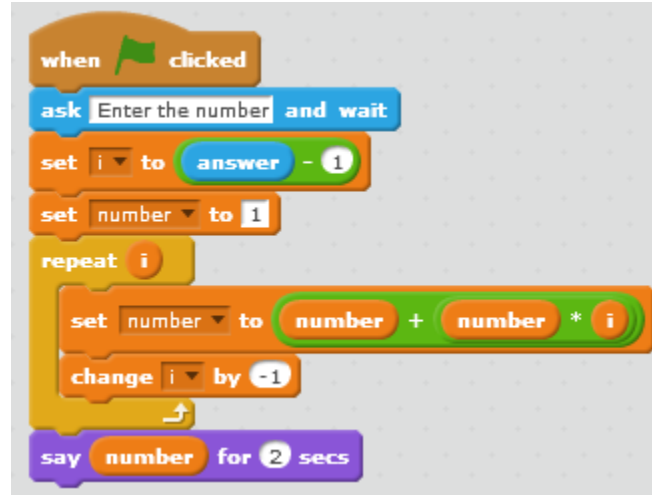 when clicked
ask Enter the number and wait
set i to answer - 1
set number to 1
repeat i
set number to number + number * i
change i by -1
say number for 2 secs